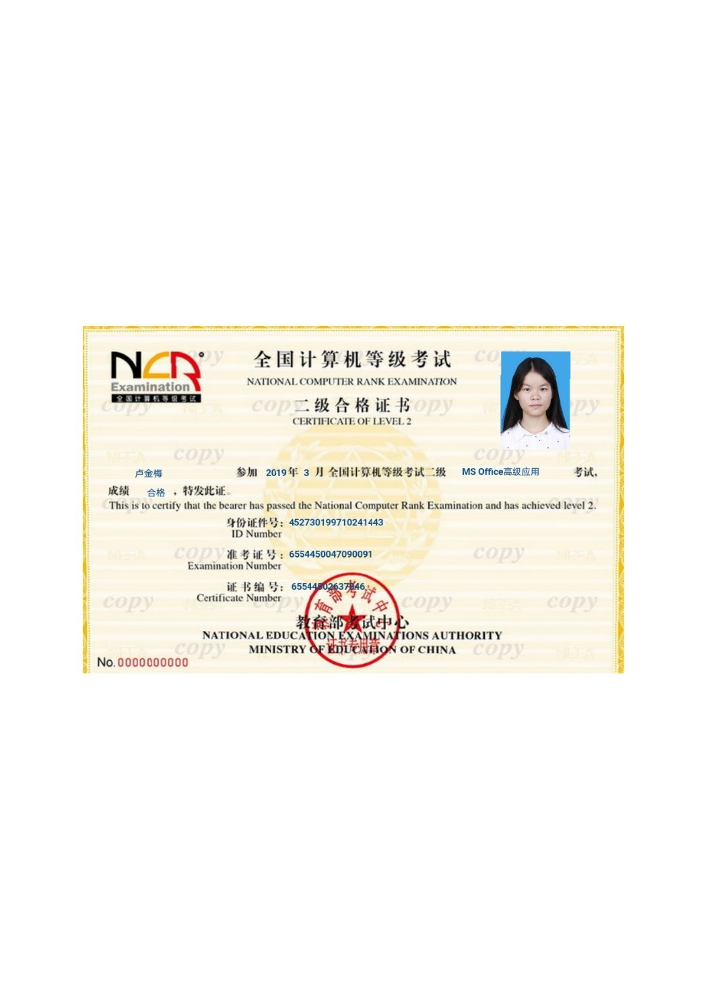 NCR
Examination
全国计算机等级考试
全国计算机等级考试
NATIONAL COMPUTER RANK EXAMINATION
二级合格证书
CERTIFICATE OF LEVEL 2
卢金梅 参加 2019 年 3 月 全国计算机等级考试二级 MS Office高级应用 考试,
成绩 合格 , 特发此证。
This is to certify that the bearer has passed the National Computer Rank Examination and has achieved level 2.
身份证件号: 452730199710241443
ID Number
准考证号: 6554450047090091
Examination Number
证书编号:
Certificate Number
教育部考试中心
教育部考试中心
证书专用章
NATIONAL EDUCATION EXAMINATIONS AUTHORITY
MINISTRY OF EDUCATION OF CHINA
No. 0000000000
copy
NEEA